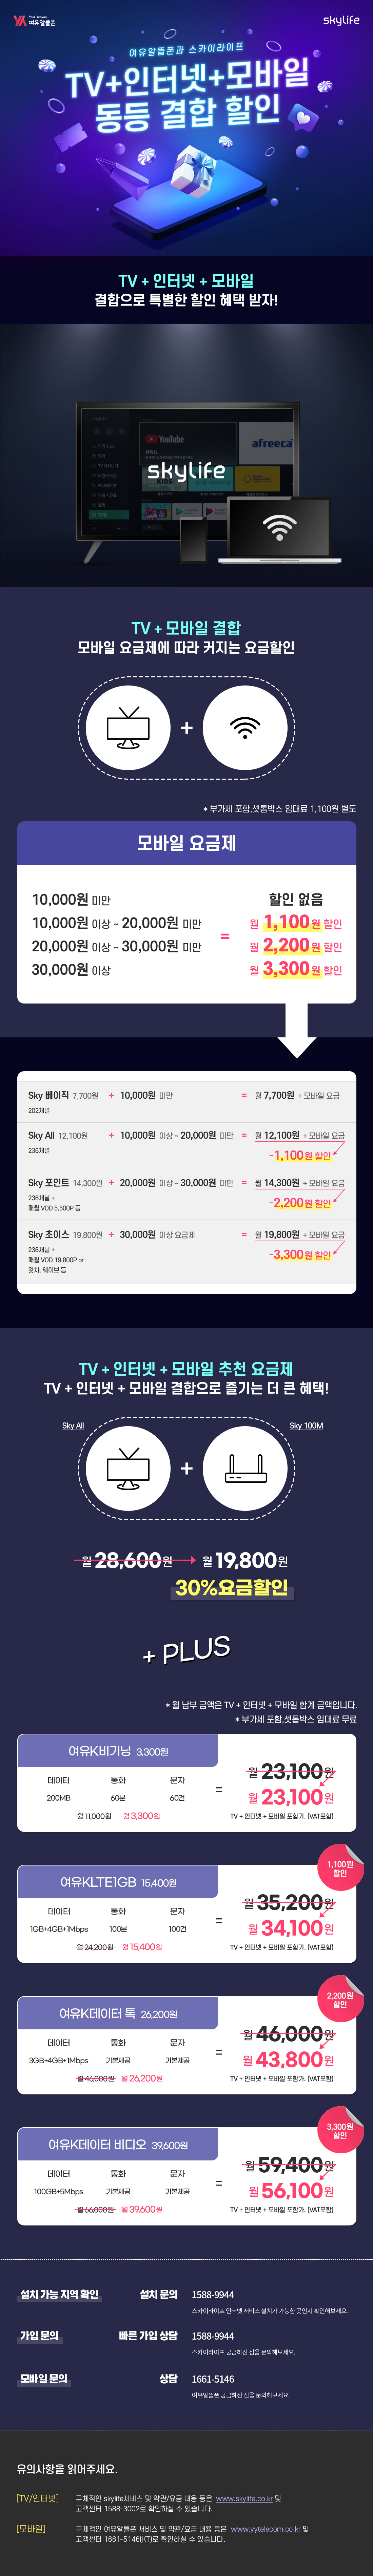 Your Yeoyou
여유알뜰폰
skylife
여유알뜰폰과 스카이라이프
TV+인터넷+모바일
동등 결합 할인
TV + 인터넷 + 모바일
결합으로 특별한 할인 혜택 받자!
YouTube
afreeca
skylife
TV + 모바일 결합
모바일 요금제에 따라 커지는 요금할인
+
* 부가세 포함,셋톱박스 임대료 1,100원 별도
모바일 요금제
10,000원 미만 할인 없음
10,000원 이상 ~ 20,000원 미만 월 1,100원 할인
20,000원 이상 ~ 30,000원 미만 = 월 2,200원 할인
30,000원 이상 월 3,300원 할인
Sky 베이직 7,700원 + 10,000원 미만 = 월 7,700원 + 모바일 요금
202채널
Sky All 12,100원 + 10,000원 이상 ~ 20,000원 미만 = 월 12,100원 + 모바일 요금
236채널
-1,100원 할인
Sky 포인트 14,300원 + 20,000원 이상 ~ 30,000원 미만 = 월 14,300원 + 모바일 요금
236채널 +
매월 VOD 5,500P 등
-2,200원 할인
Sky 초이스 19,800원 + 30,000원 이상 요금제 = 월 19,800원 + 모바일 요금
236채널 +
매월 VOD 19,800P or
왓챠, 웨이브 등
-3,300원 할인
TV + 인터넷 + 모바일 추천 요금제
TV + 인터넷 + 모바일 결합으로 즐기는 더 큰 혜택!
Sky All
Sky 100M
+
월 28,600원 월 19,800원
30%요금할인
+ PLUS
* 월 납부 금액은 TV + 인터넷 + 모바일 합계 금액입니다.
* 부가세 포함,셋톱박스 임대료 무료
여유K비기닝 3,300원
데이터 통화 문자
200MB 60분 60건
월 11,000원 월 3,300원
=
월 23,100원
월 23,100원
TV + 인터넷 + 모바일 포함가. (VAT포함)
1,100원
할인
여유KLTE1GB 15,400원
데이터 통화 문자
1GB+4GB+1Mbps 100분 100건
월 24,200원 월 15,400원
=
월 35,200원
월 34,100원
TV + 인터넷 + 모바일 포함가. (VAT포함)
2,200원
할인
여유K데이터 톡 26,200원
데이터 통화 문자
3GB+4GB+1Mbps 기본제공 기본제공
월 46,000원 월 26,200원
=
월 46,000원
월 43,800원
TV + 인터넷 + 모바일 포함가. (VAT포함)
3,300원
할인
여유K데이터 비디오 39,600원
데이터 통화 문자
100GB+5Mbps 기본제공 기본제공
월 66,000원 월 39,600원
=
월 59,400원
월 56,100원
TV + 인터넷 + 모바일 포함가. (VAT포함)
설치 가능 지역 확인 설치 문의 1588-9944
스카이라이프 인터넷 서비스 설치가 가능한 곳인지 확인해보세요.
가입 문의 빠른 가입 상담 1588-9944
스카이라이프 궁금하신 점을 문의해보세요.
모바일 문의 상담 1661-5146
여유알뜰폰 궁금하신 점을 문의해보세요.
유의사항을 읽어주세요.
[TV/인터넷] 구체적인 skylife서비스 및 약관/요금 내용 등은 www.skylife.co.kr 및
고객센터 1588-3002로 확인하실 수 있습니다.
[모바일] 구체적인 여유알뜰폰 서비스 및 약관/요금 내용 등은 www.yytelecom.co.kr 및
고객센터 1661-5146(KT)로 확인하실 수 있습니다.